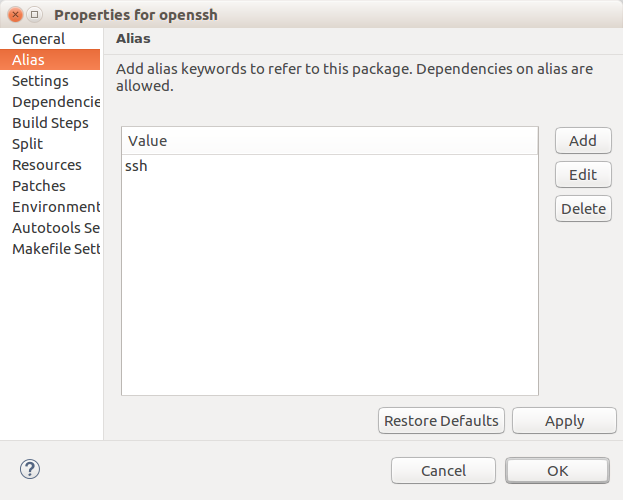 Properties for openssh
General
Alias
Settings
Dependencie
Build Steps
Split
Resources
Patches
Environment
Autotools Se
Makefile Sett
Alias
Add alias keywords to refer to this package. Dependencies on alias are
allowed.
Value
ssh
Add
Edit
Delete
Restore Defaults
Apply
?
Cancel
OK